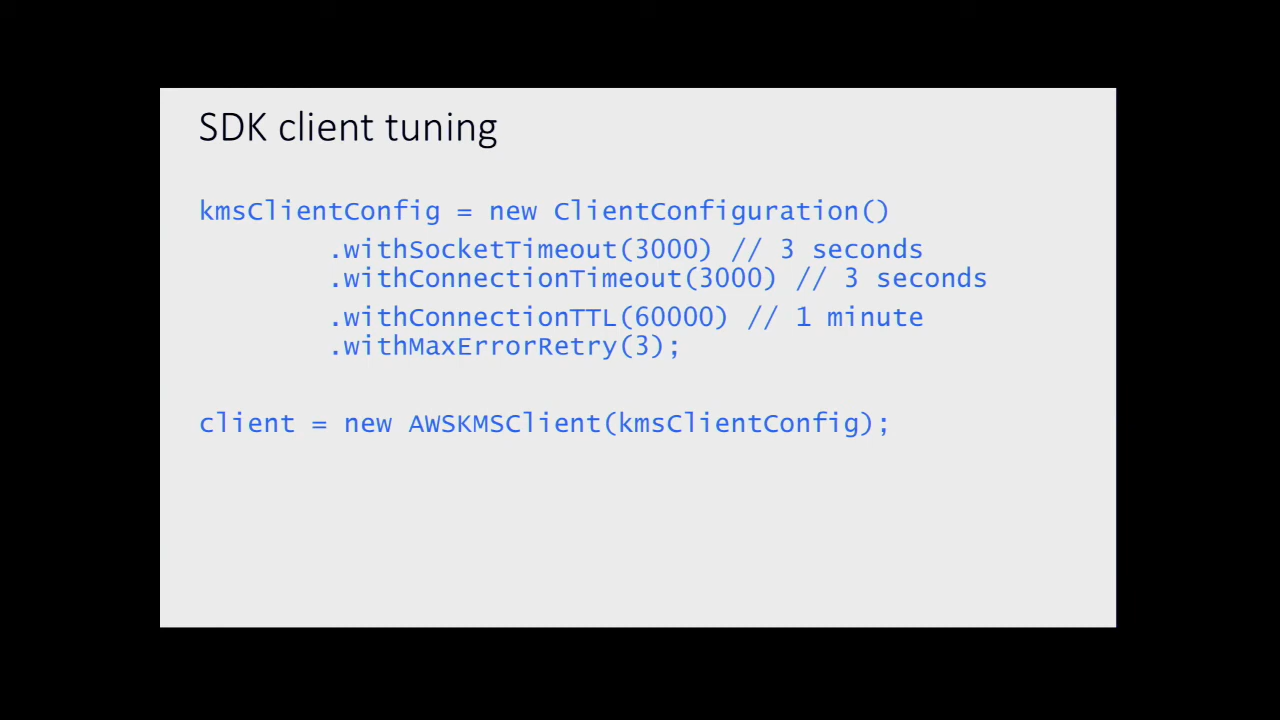 SDK client tuning
kmsClientConfig = new ClientConfiguration()
.withSocketTimeout(3000) // 3 seconds
.withConnectionTimeout(3000) // 3 seconds
.withConnectionTTL(60000) // 1 minute
.withMaxErrorRetry(3);
client = new AWSKMSClient(kmsClientConfig);